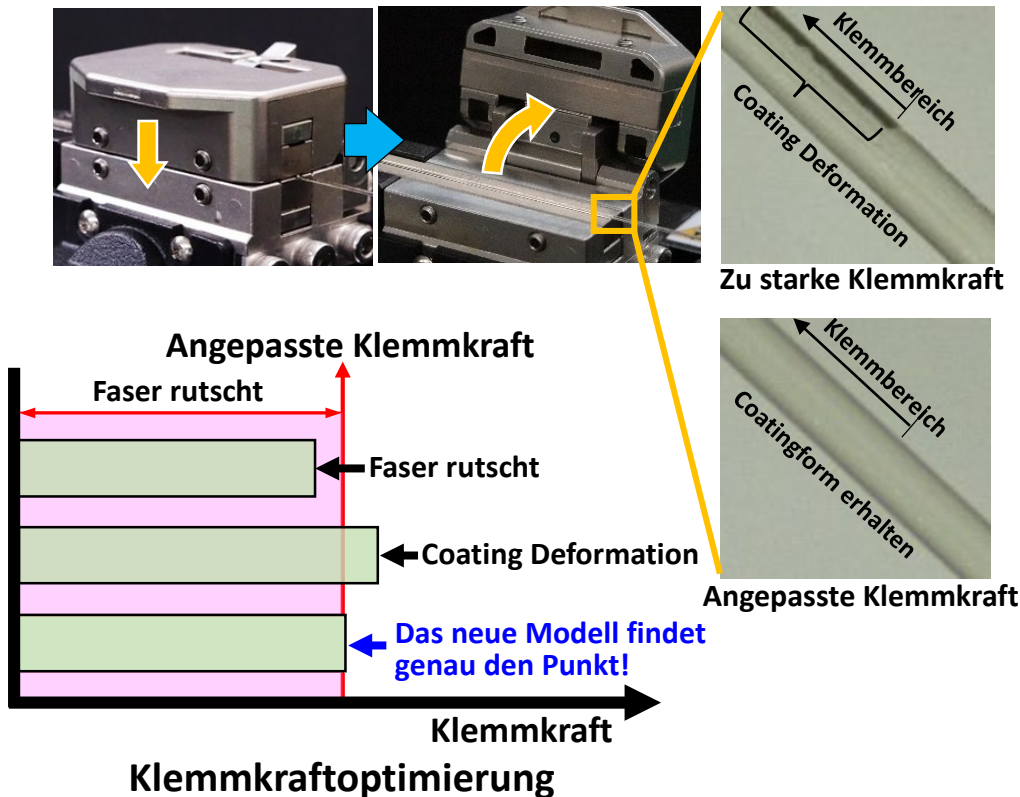 Klemmbereich
Coating Deformation
Zu starke Klemmkraft
Klemmbereich
Coatingform erhalten
Angepasste Klemmkraft
Angepasste Klemmkraft
Faser rutscht
Faser rutscht
Coating Deformation
Das neue Modell findet
genau den Punkt!
Klemmkraft
Klemmkraftoptimierung